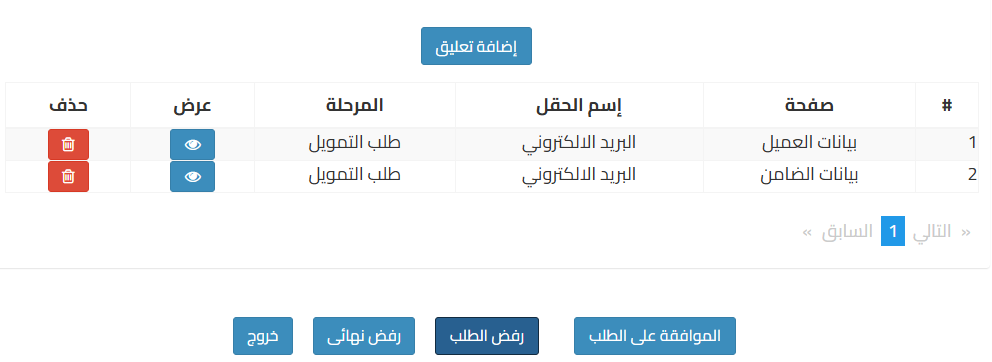 إضافة تعليق
# صفحة إسم الحقل المرحلة عرض حذف
1 بيانات العميل البريد الالكتروني طلب التمويل
2 بيانات الضامن البريد الالكتروني طلب التمويل
« التالي 1 السابق »
الموافقة على الطلب رفض الطلب رفض نهائى خروج